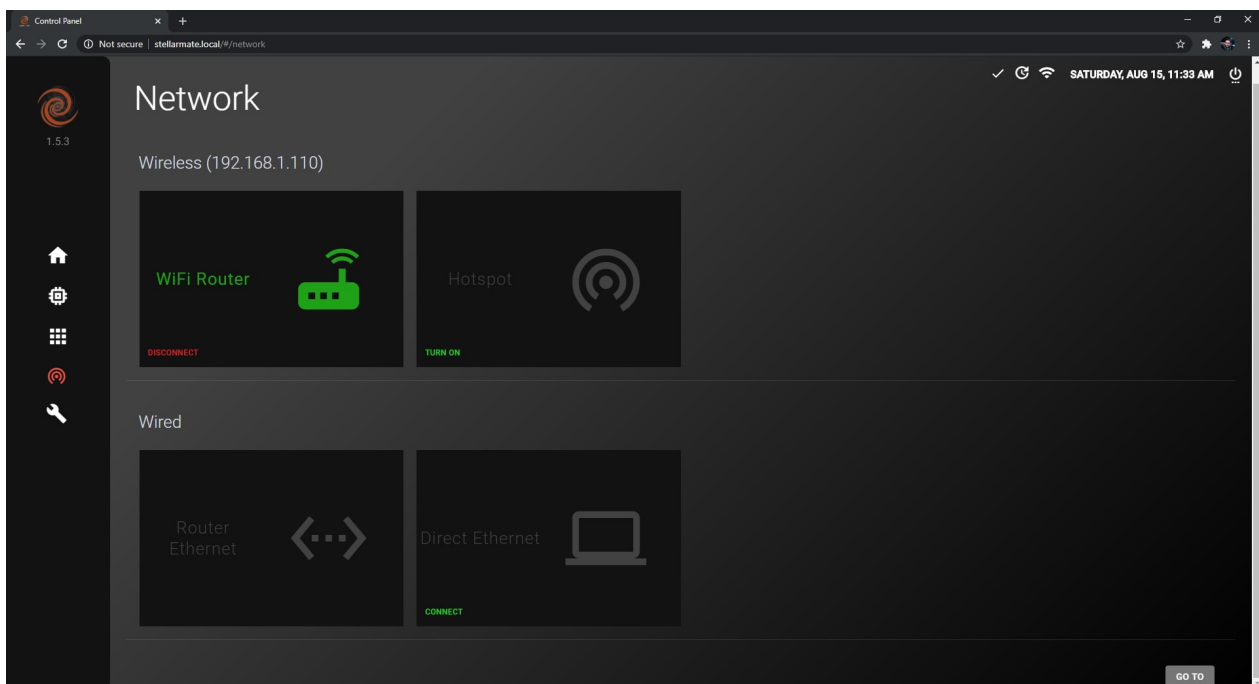 Control Panel
Not secure | stellarmate.local/#/network
SATURDAY, AUG 15, 11:33 AM
Network
1.5.3
Wireless (192.168.1.110)
WiFi Router
Hotspot
DISCONNECT
TURN ON
Wired
Router
Ethernet
Direct Ethernet
CONNECT
GO TO